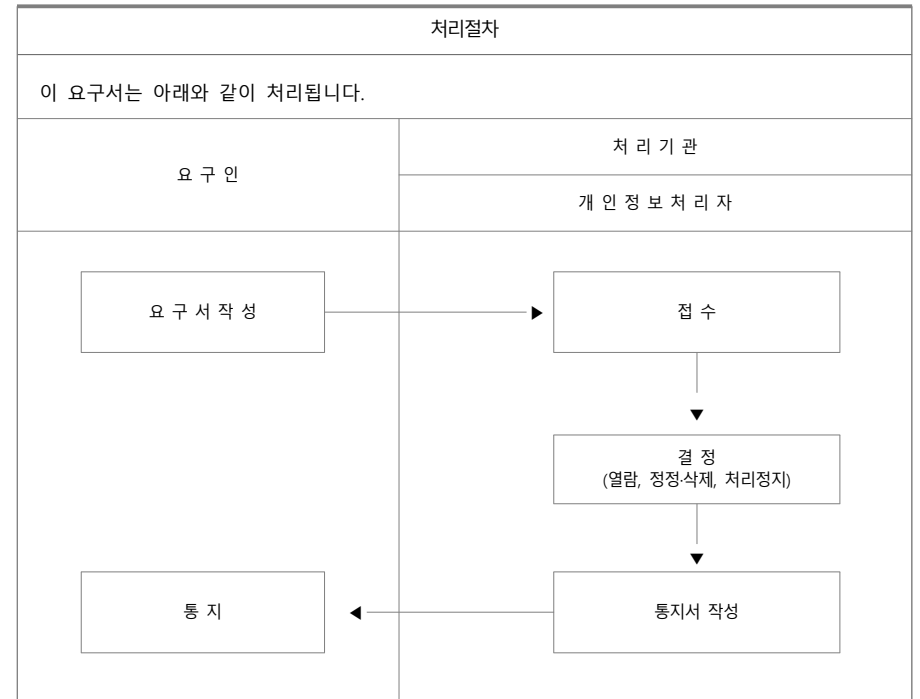 처리절차
이 요구서는 아래와 같이 처리됩니다.
요 구 인
처 리 기 관
개 인 정 보 처 리 자
요 구 서 작 성
접 수
결 정
(열람, 정정·삭제, 처리정지)
통 지
통지서 작성